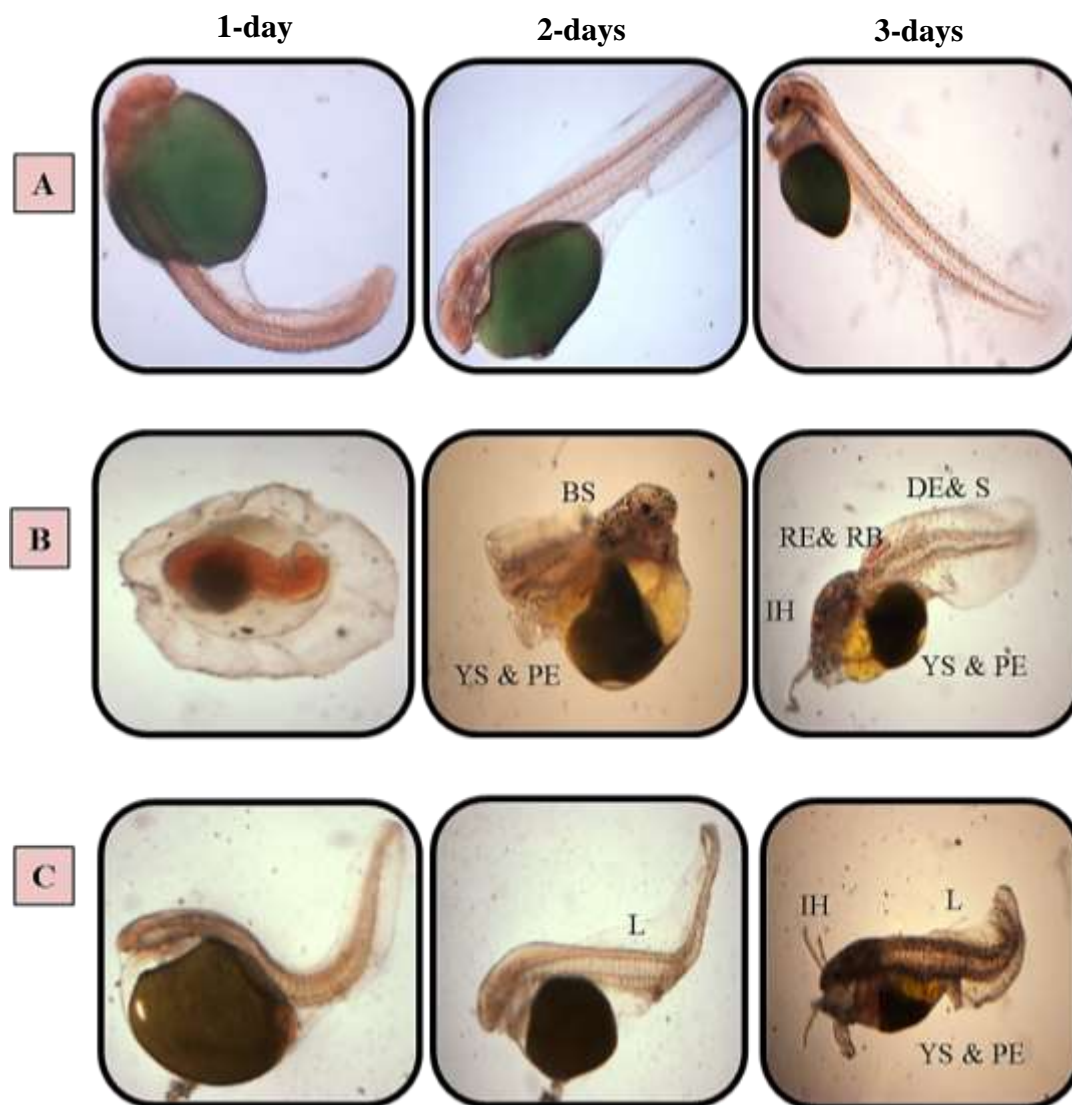 1-day 2-days 3-days
A
B
BS
YS & PE
DE& S
RE& RB
IH
YS & PE
C
L
IH
L
YS & PE